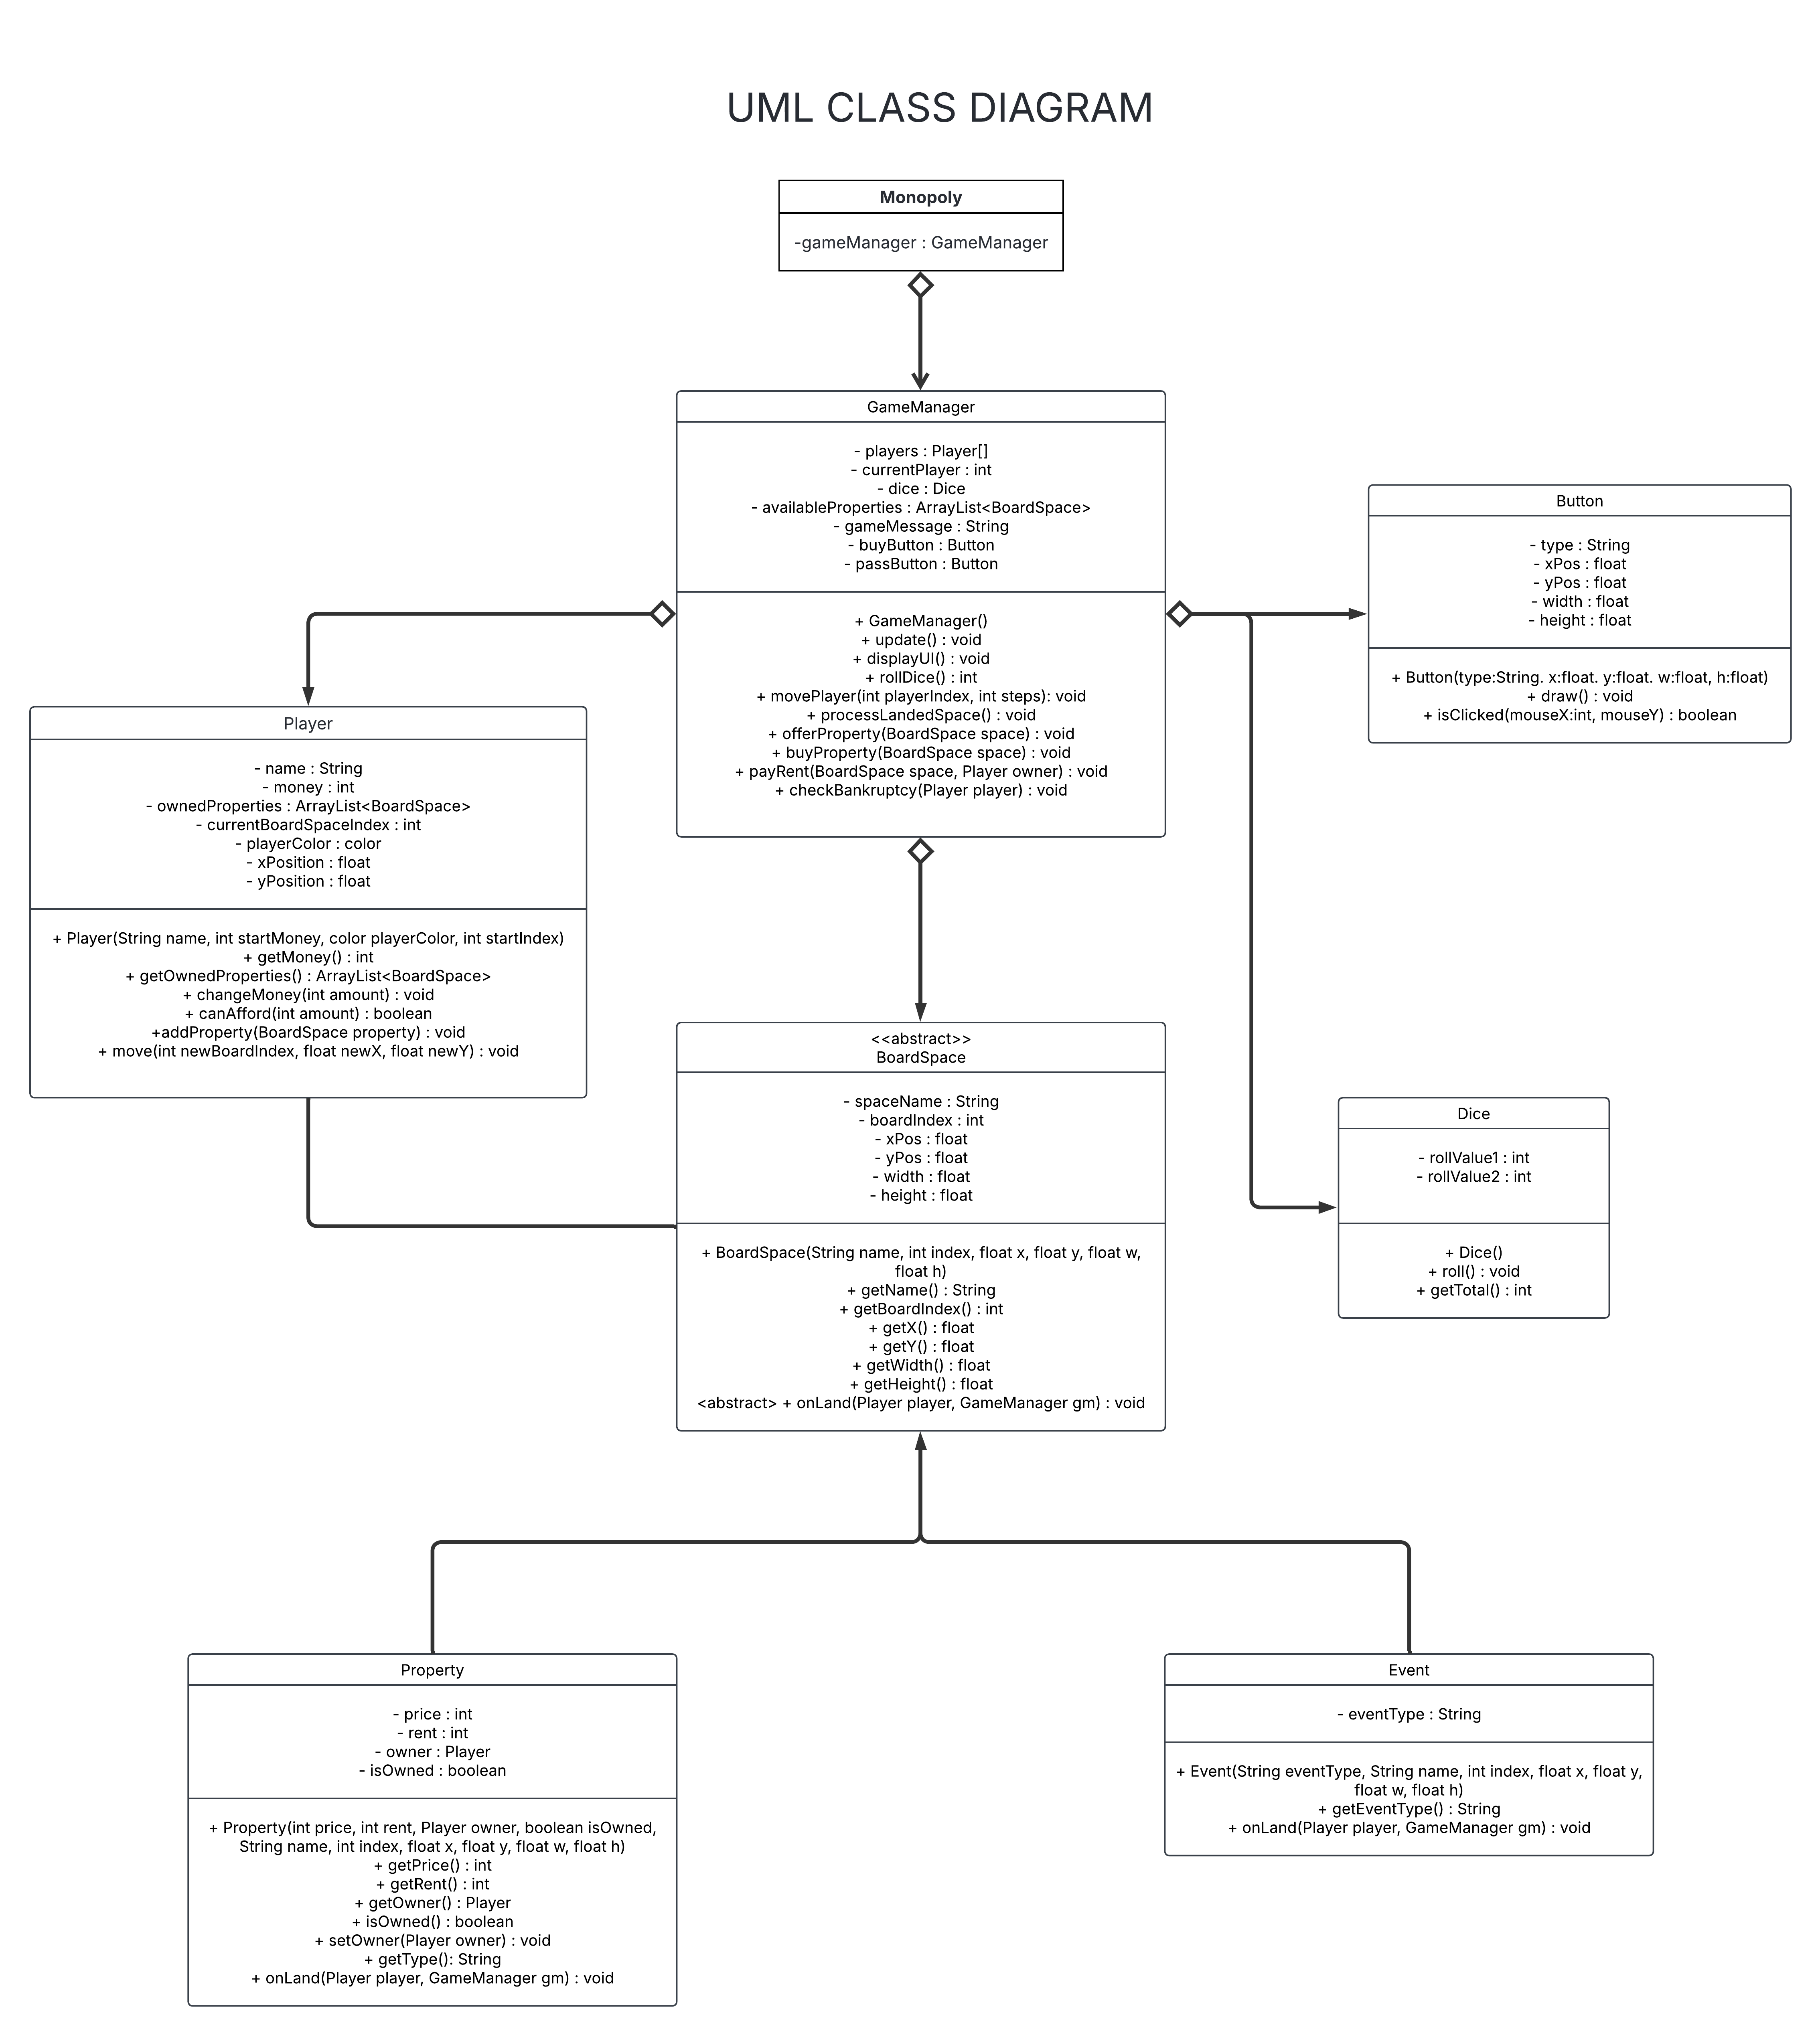 UML CLASS DIAGRAM
Monopoly
-gameManager : GameManager
GameManager
- players : Player[]
- currentPlayer : int
- dice : Dice
- availableProperties : ArrayList<BoardSpace>
- gameMessage : String
- buyButton : Button
- passButton : Button
+ GameManager()
+ update() : void
+ displayUI() : void
+ rollDice() : int
+ movePlayer(int playerIndex, int steps): void
+ processLandedSpace() : void
+ offerProperty(BoardSpace space) : void
+ buyProperty(BoardSpace space) : void
+ payRent(BoardSpace space, Player owner) : void
+ checkBankruptcy(Player player) : void
Button
- type : String
- xPos : float
- yPos : float
- width : float
- height : float
+ Button(type:String. x:float. y:float. w:float, h:float)
+ draw() : void
+ isClicked(mouseX:int, mouseY) : boolean
Player
- name : String
- money : int
- ownedProperties : ArrayList<BoardSpace>
- currentBoardSpaceIndex : int
- playerColor : color
- xPosition : float
- yPosition : float
+ Player(String name, int startMoney, color playerColor, int startIndex)
+ getMoney() : int
+ getOwnedProperties() : ArrayList<BoardSpace>
+ changeMoney(int amount) : void
+ canAfford(int amount) : boolean
+addProperty(BoardSpace property) : void
+ move(int newBoardIndex, float newX, float newY) : void
<<abstract>>
BoardSpace
- spaceName : String
- boardIndex : int
- xPos : float
- yPos : float
- width : float
- height : float
+ BoardSpace(String name, int index, float x, float y, float w,
float h)
+ getName() : String
+ getBoardIndex() : int
+ getX() : float
+ getY() : float
+ getWidth() : float
+ getHeight() : float
<abstract> + onLand(Player player, GameManager gm) : void
Dice
- rollValue1 : int
- rollValue2 : int
+ Dice()
+ roll() : void
+ getTotal() : int
Property
- price : int
- rent : int
- owner : Player
- isOwned : boolean
+ Property(int price, int rent, Player owner, boolean isOwned,
String name, int index, float x, float y, float w, float h)
+ getPrice() : int
+ getRent() : int
+ getOwner() : Player
+ isOwned() : boolean
+ setOwner(Player owner) : void
+ getType(): String
+ onLand(Player player, GameManager gm) : void
Event
- eventType : String
+ Event(String eventType, String name, int index, float x, float y,
float w, float h)
+ getEventType() : String
+ onLand(Player player, GameManager gm) : void